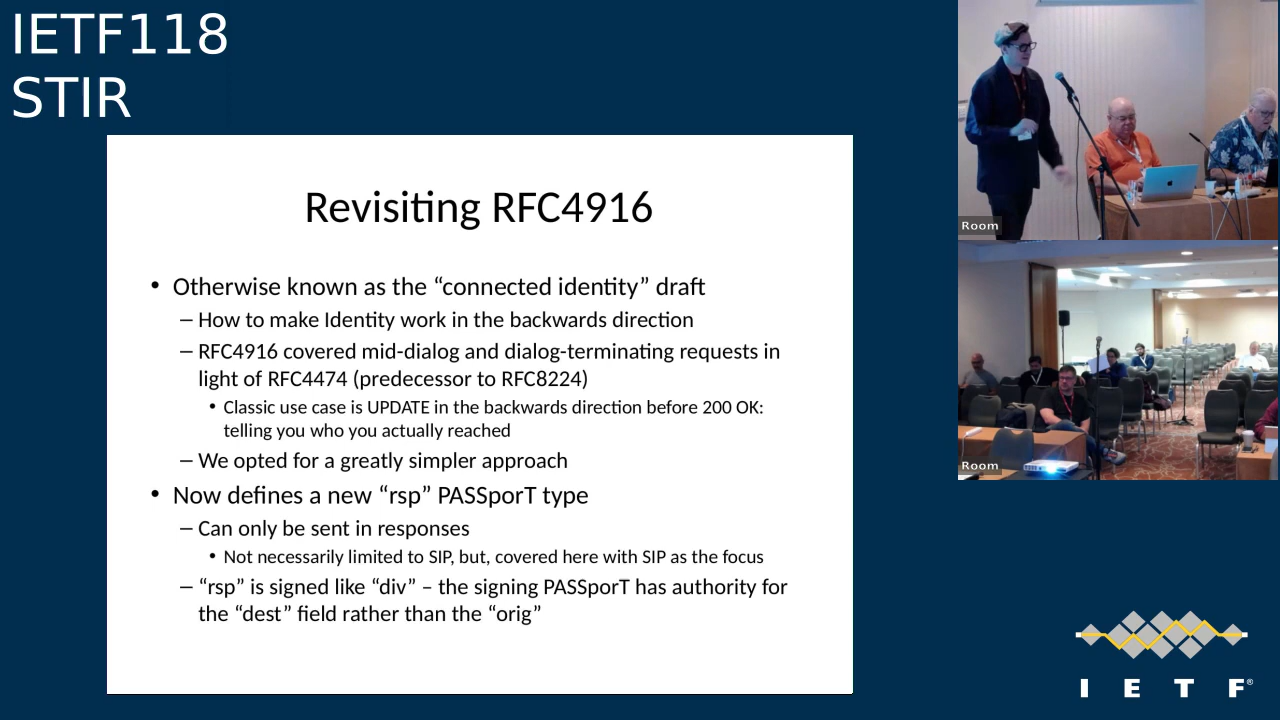 IETF118
STIR
Revisiting RFC4916
• Otherwise known as the “connected identity” draft
– How to make Identity work in the backwards direction
– RFC4916 covered mid-dialog and dialog-terminating requests in
light of RFC4474 (predecessor to RFC8224)
• Classic use case is UPDATE in the backwards direction before 200 OK:
telling you who you actually reached
– We opted for a greatly simpler approach
• Now defines a new “rsp” PASSporT type
– Can only be sent in responses
• Not necessarily limited to SIP, but, covered here with SIP as the focus
– “rsp” is signed like “div” – the signing PASSporT has authority for
the “dest” field rather than the “orig”
Room
Room
I E T F®